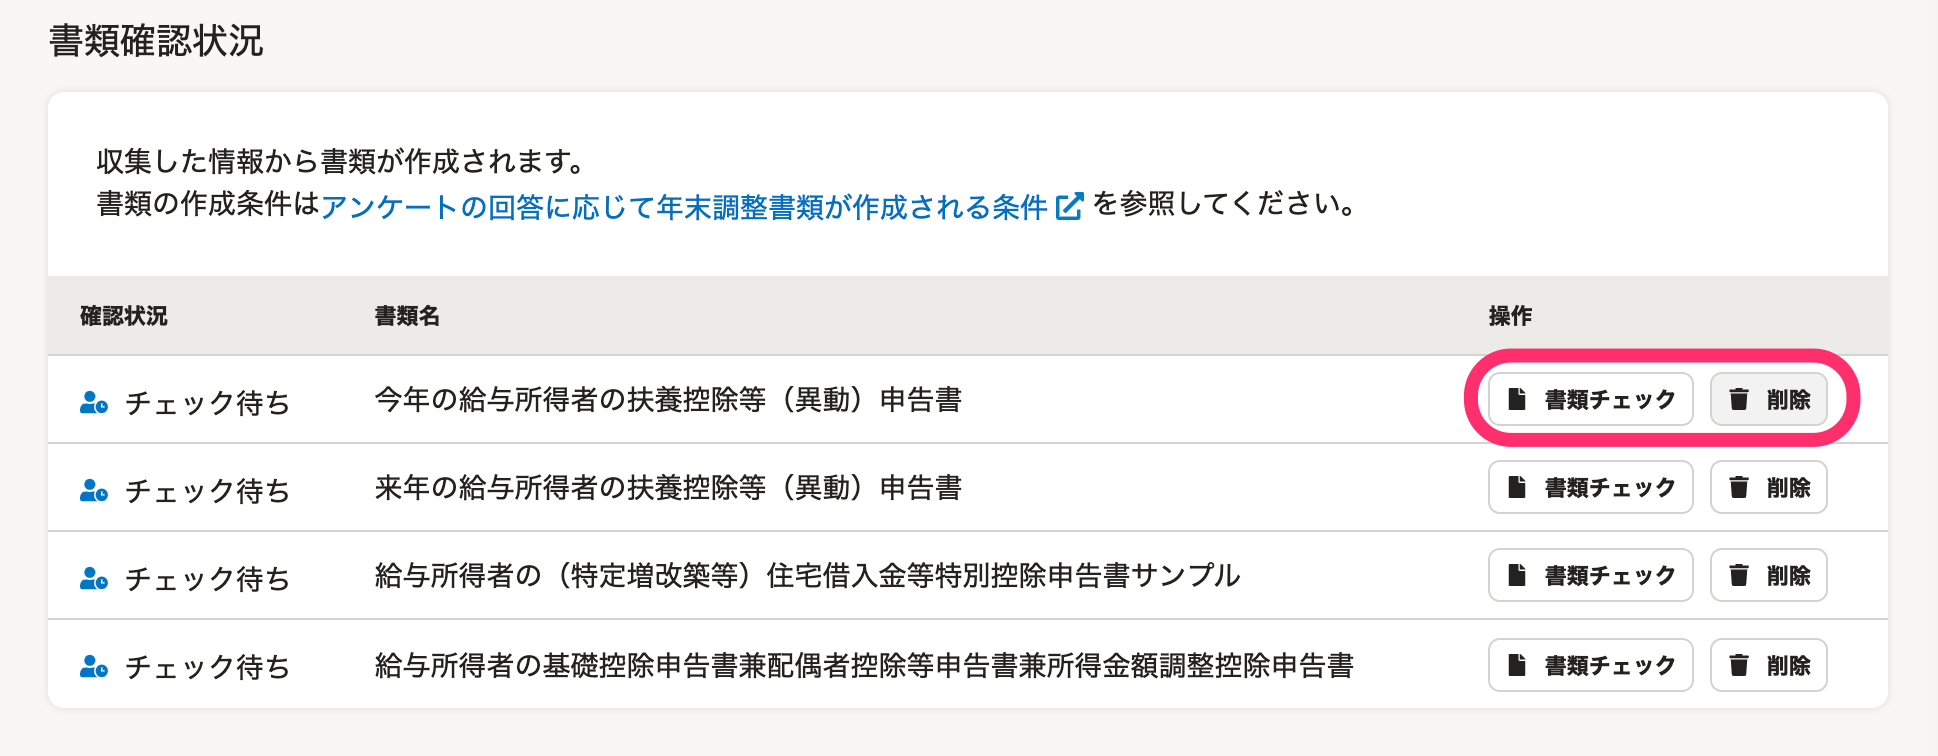 書類確認状況
収集した情報から書類が作成されます。
書類の作成条件はアンケートの回答に応じて年末調整書類が作成される条件 を参照してください。
確認状況 書類名 操作
チェック待ち 今年の給与所得者の扶養控除等（異動）申告書 書類チェック 削除
チェック待ち 来年の給与所得者の扶養控除等（異動）申告書 書類チェック 削除
チェック待ち 給与所得者の（特定増改築等）住宅借入金等特別控除申告書サンプル 書類チェック 削除
チェック待ち 給与所得者の基礎控除申告書兼配偶者控除等申告書兼所得金額調整控除申告書 書類チェック 削除